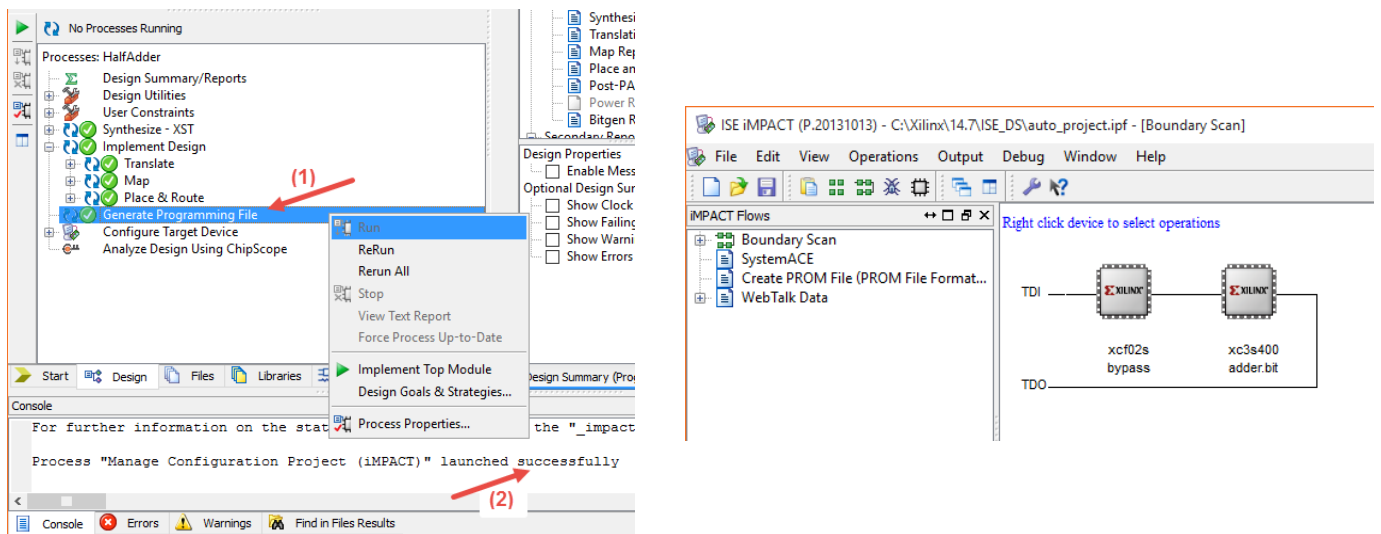 No Processes Running
Processes: HalfAdder
Design Summary/Reports
Design Utilities
User Constraints
Synthesize - XST
Implement Design
Translate
Map
Place & Route
Generate Programming File
Configure Target Device
Analyze Design Using ChipScope
(1)
Run
ReRun
Rerun All
Stop
View Text Report
Force Process Up-to-Date
Implement Top Module
Design Goals & Strategies...
Process Properties...
Synthesi
Translati
Map Rep
Place an
Post-PA
Power R
Bitgen R
Secondary Repo
Design Properties
Enable Mess
Optional Design Sur
Show Clock
Show Failing
Show Warni
Show Errors
Start Design Files Libraries
Design Summary (Pro
Console
For further information on the stat the "_impact
Process "Manage Configuration Project (iMPACT)" launched successfully
(2)
Console Errors Warnings Find in Files Results
ISE iMPACT (P.20131013) - C:\Xilinx\14.7\ISE_DS\auto_project.ipf - [Boundary Scan]
File Edit View Operations Output Debug Window Help
iMPACT Flows
Boundary Scan
SystemACE
Create PROM File (PROM File Format...
WebTalk Data
Right click device to select operations
TDI
XILINX XILINX
xcf02s xc3s400
bypass adder.bit
TDO